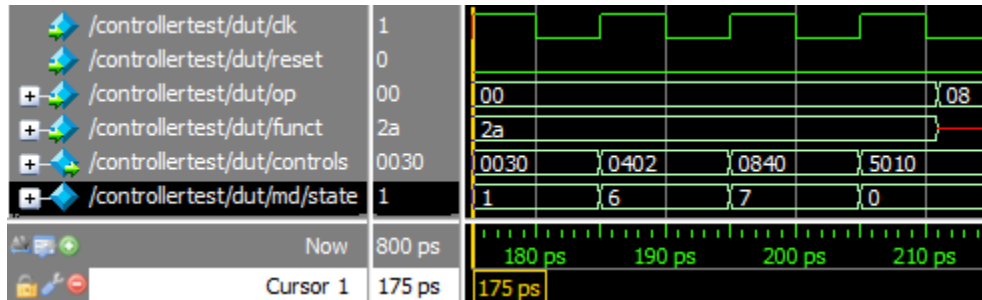 /controllertest/dut/clk 1
/controllertest/dut/reset 0
/controllertest/dut/op 00 00 08
/controllertest/dut/funct 2a 2a
/controllertest/dut/controls 0030 0030 0402 0840 5010
/controllertest/dut/md/state 1 1 6 7 0
Now 800 ps 180 ps 190 ps 200 ps 210 ps
Cursor 1 175 ps 175 ps